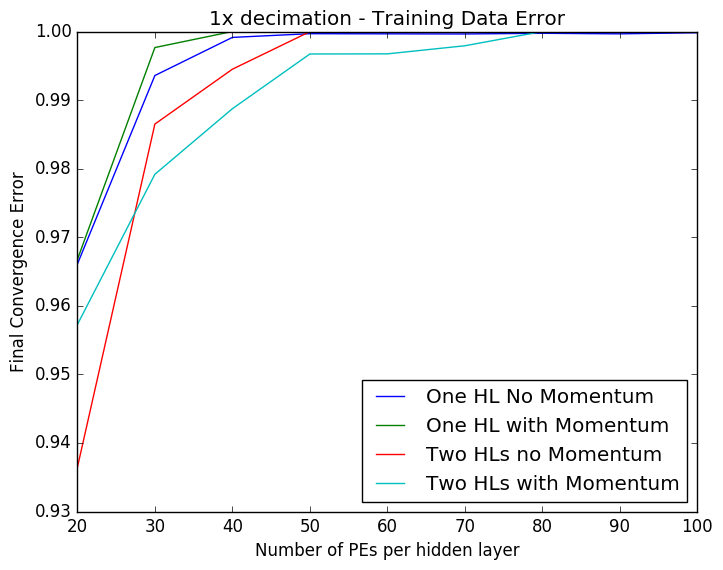 1x decimation - Training Data Error
1.00
0.99
0.98
0.97
0.96
0.95
0.94
0.93
Final Convergence Error
One HL No Momentum
One HL with Momentum
Two HLs no Momentum
Two HLs with Momentum
20 30 40 50 60 70 80 90 100
Number of PEs per hidden layer